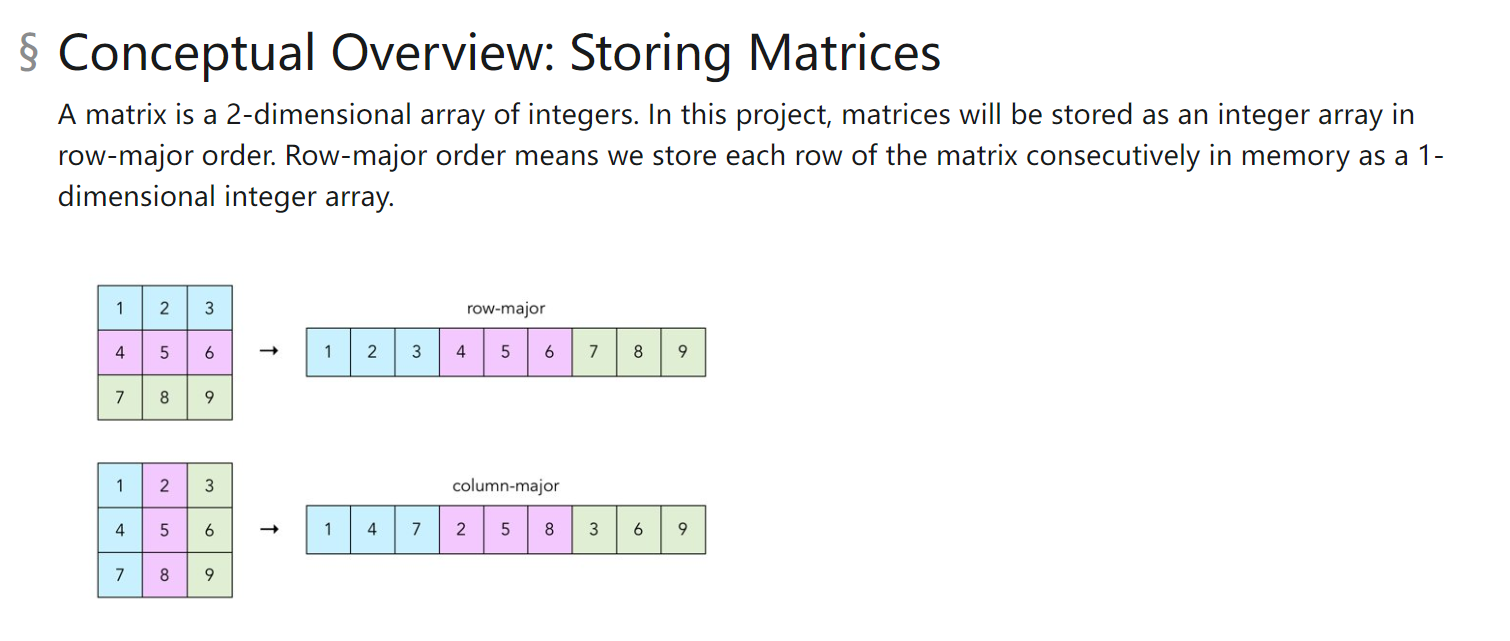 § Conceptual Overview: Storing Matrices
A matrix is a 2-dimensional array of integers. In this project, matrices will be stored as an integer array in
row-major order. Row-major order means we store each row of the matrix consecutively in memory as a 1-
dimensional integer array.
row-major
1 2 3
4 5 6
7 8 9
→ 1 2 3 4 5 6 7 8 9
column-major
1 2 3
4 5 6
7 8 9
→ 1 4 7 2 5 8 3 6 9